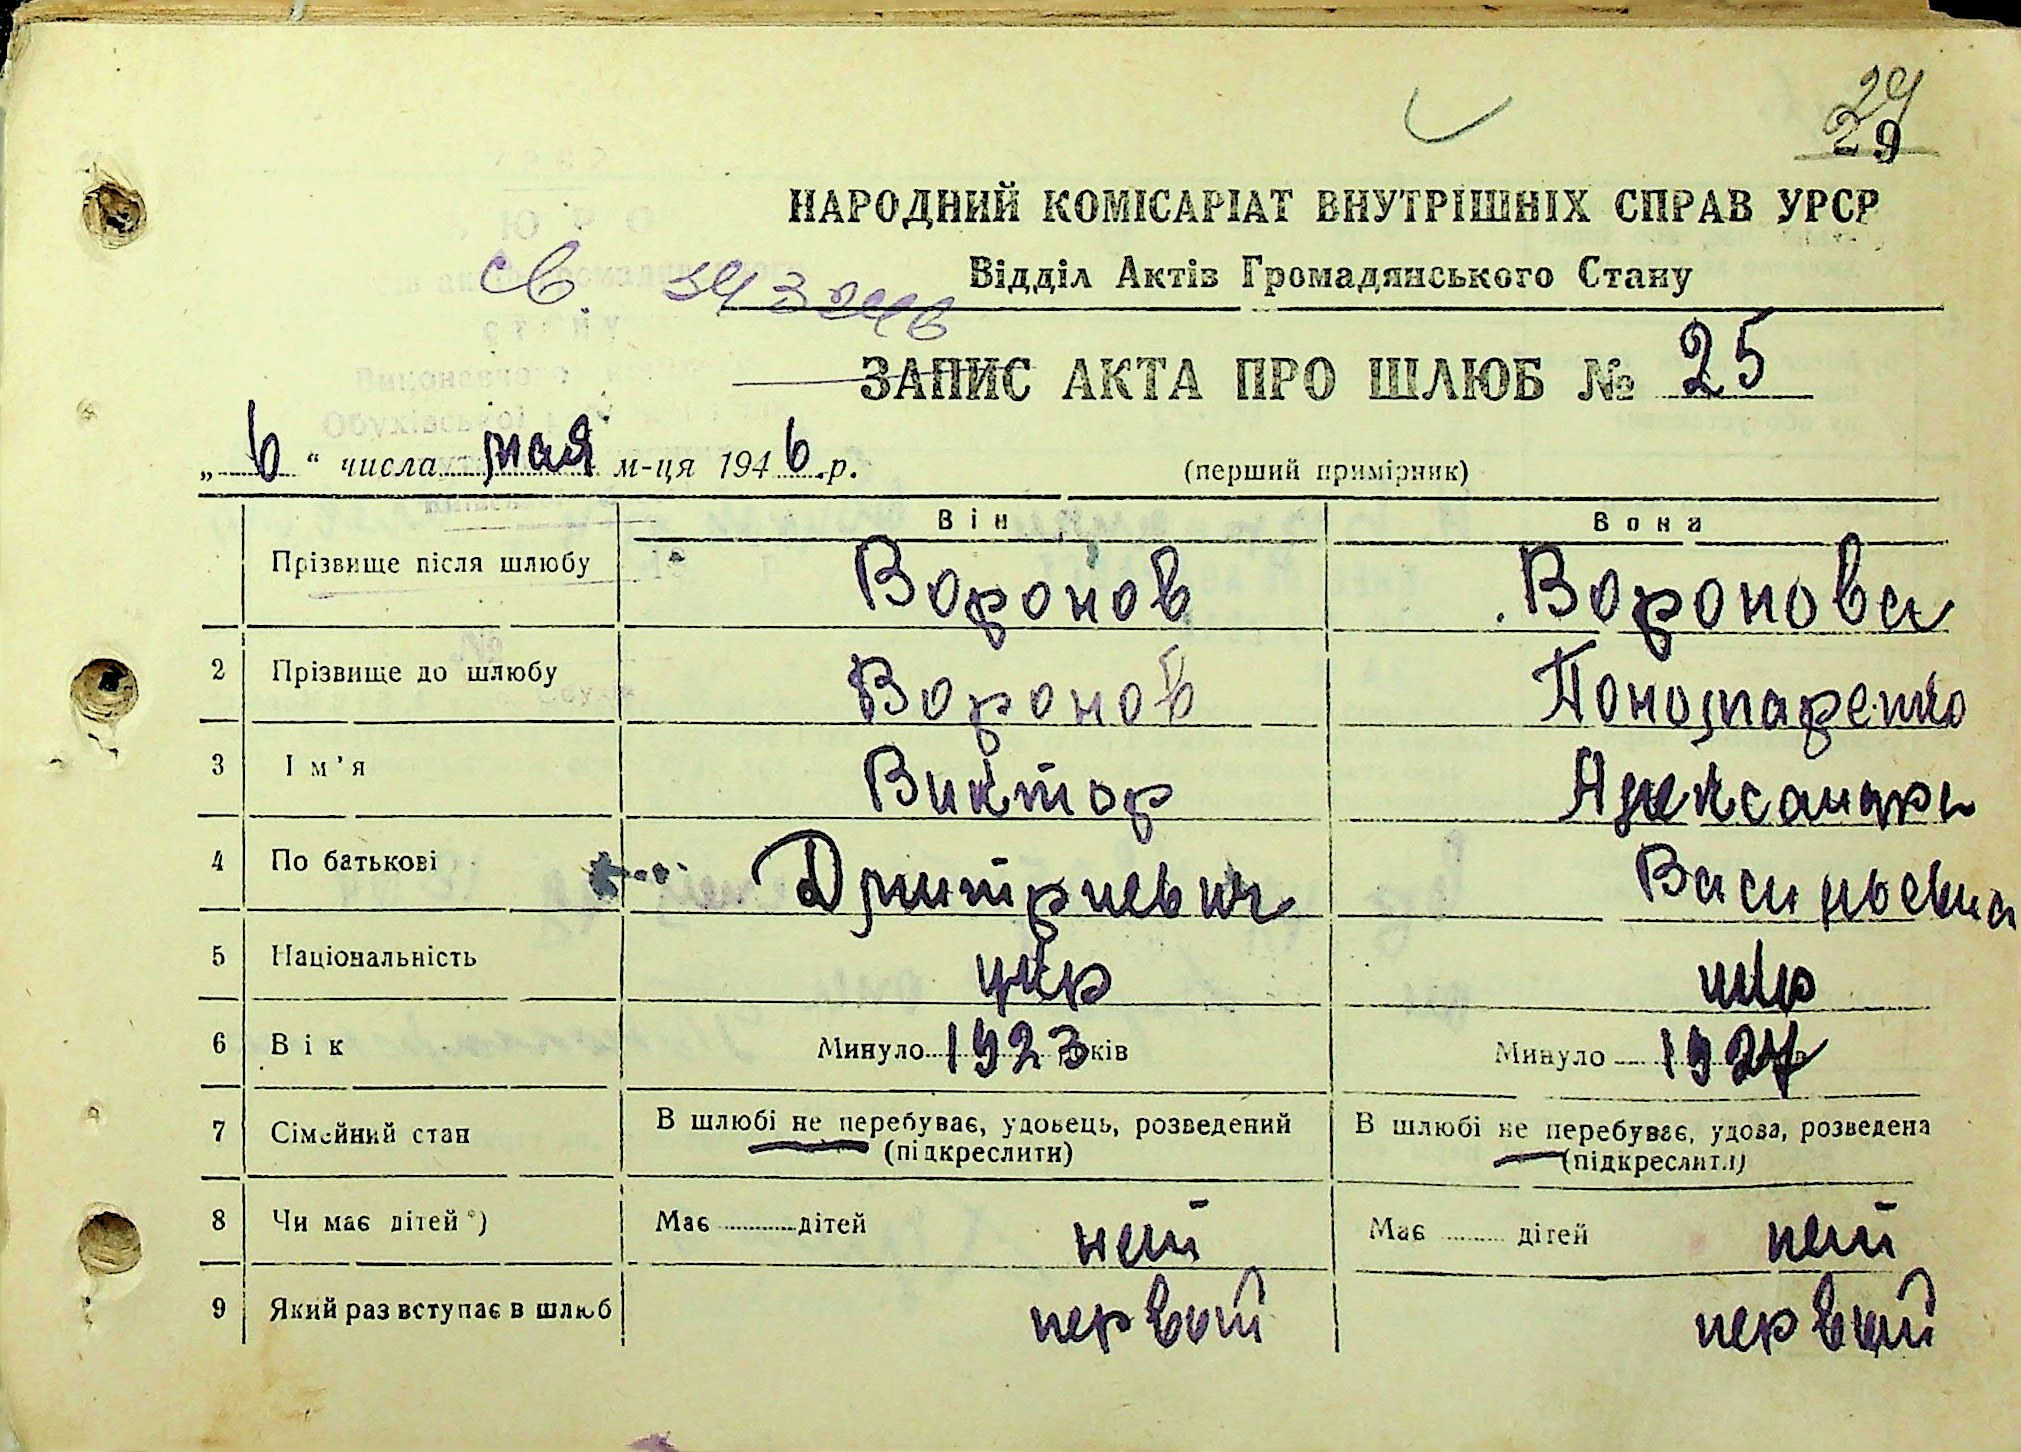 29
29
НАРОДНИЙ КОМІСАРІАТ ВНУТРІШНІХ СПРАВ УРСР
Відділ Актів Громадянського Стану
св.
ЗАПИС АКТА ПРО ШЛЮБ № 25
„ 6 “ числа мая м-ця 1946 р. (перший примірник)
Він Вона
Прізвище після шлюбу Воронов Воронова
2 Прізвище до шлюбу Воронов Понопаренко
3 Ім’я Виктор Александра
4 По батькові Дмитриевич Васильевна
5 Національність укр укр
6 Вік Минуло 1923 років Минуло 1927
7 Сімейний стан В шлюбі не перебуває, удовець, розведений (підкреслити) В шлюбі не перебуває, удова, розведена (підкреслити)
8 Чи має дітей*) Має дітей нет Має дітей нет
9 Який раз вступає в шлюб первый первый